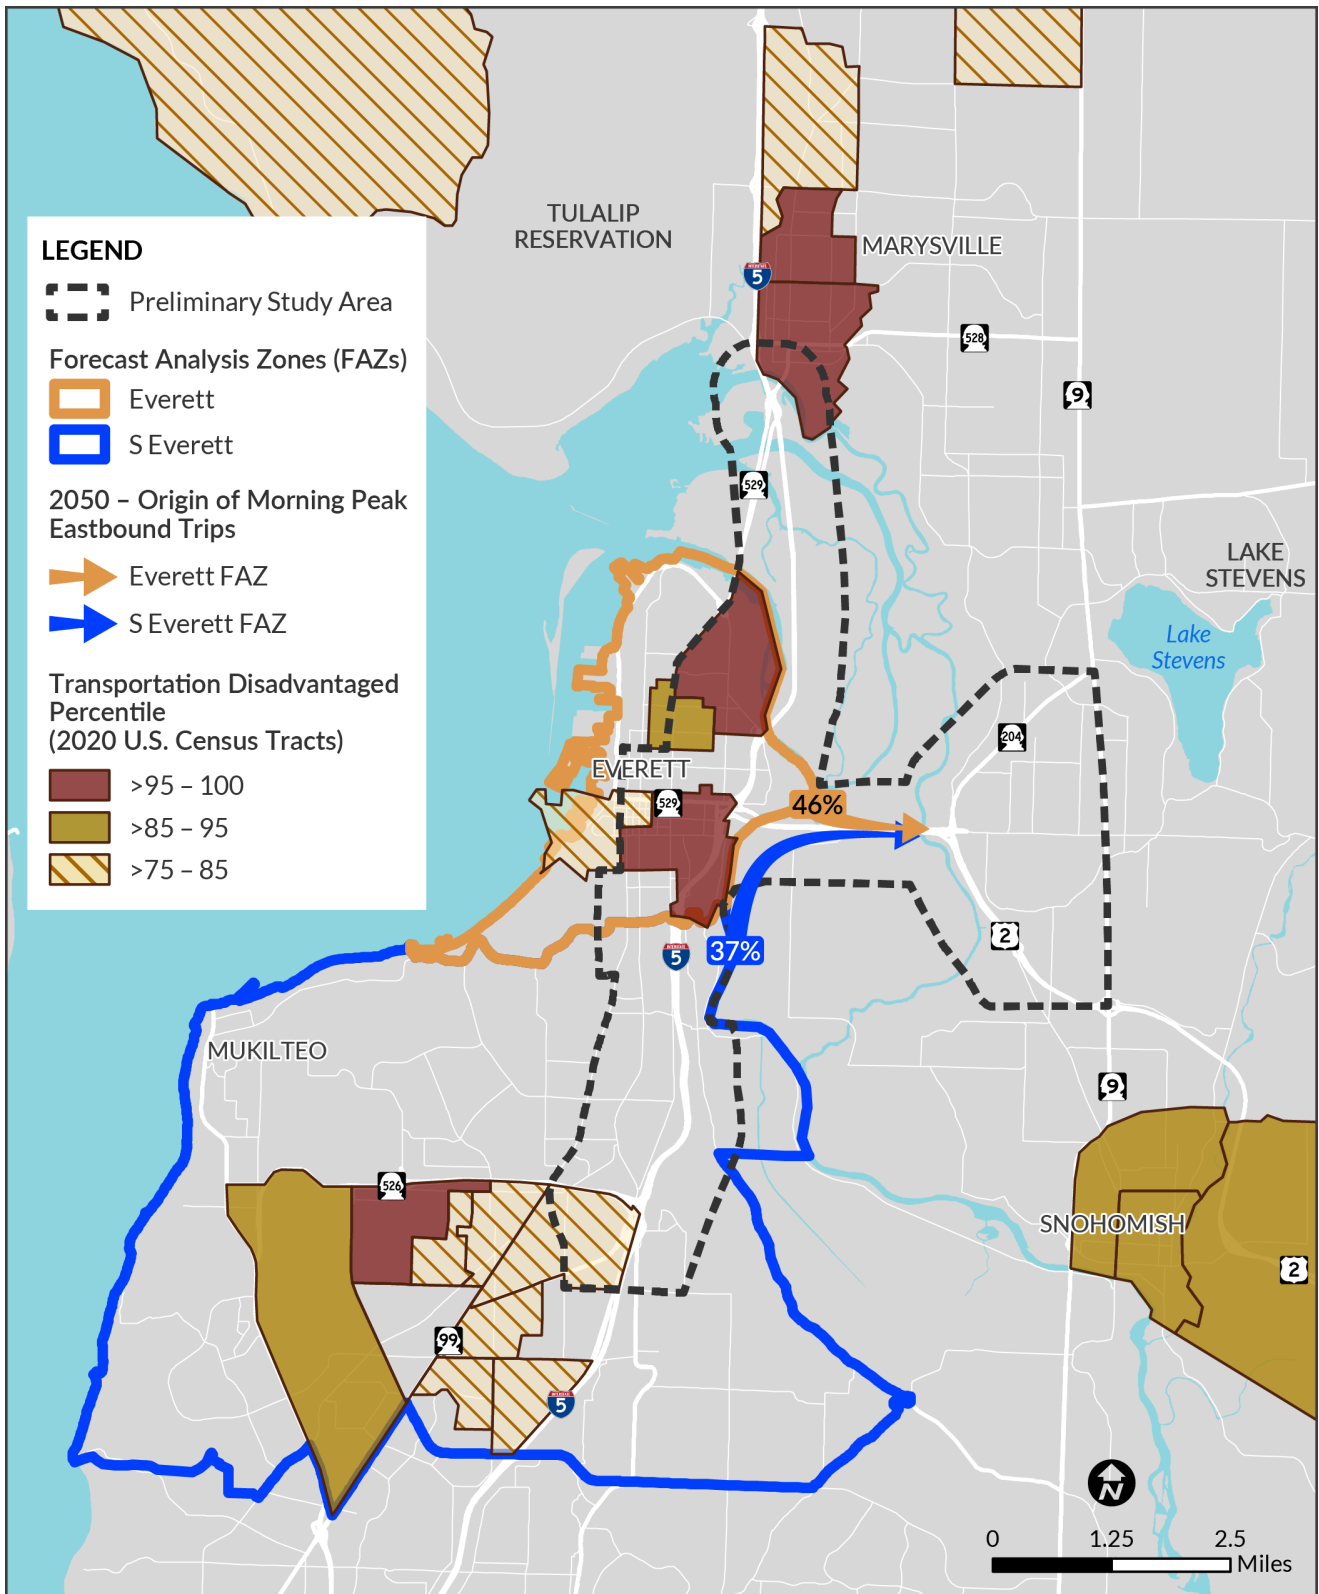 TULALIP
RESERVATION
MARYSVILLE
INTERSTATE
5
528
9
529
LEGEND
Preliminary Study Area
Forecast Analysis Zones (FAZs)
Everett
S Everett
2050 – Origin of Morning Peak
Eastbound Trips
Everett FAZ
S Everett FAZ
Transportation Disadvantaged
Percentile
(2020 U.S. Census Tracts)
>95 – 100
>85 – 95
>75 – 85
LAKE
STEVENS
Lake
Stevens
204
EVERETT
529
46%
2
37%
INTERSTATE
5
MUKILTEO
9
526
SNOHOMISH
2
99
INTERSTATE
5
N
0 1.25 2.5
Miles